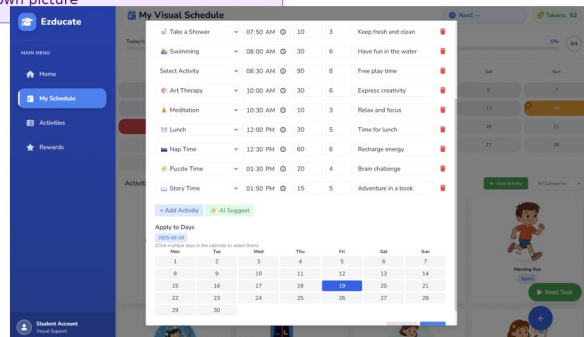 own picture
Ezducate
My Visual Schedule
Next: --
Tokens: 52
Today's
0%
MAIN MENU
Home
My Schedule
Activities
Rewards
Student Account
Visual Support
Take a Shower 07:50 AM 10 3 Keep fresh and clean
Swimming 08:00 AM 30 6 Have fun in the water
Select Activity 08:30 AM 90 8 Free play time
Art Therapy 10:00 AM 30 6 Express creativity
Meditation 10:30 AM 10 3 Relax and focus
Lunch 12:00 PM 30 5 Time for lunch
Nap Time 12:30 PM 60 6 Recharge energy
Puzzle Time 01:30 PM 20 4 Brain challenge
Story Time 01:50 PM 15 5 Adventure in a book
+ Add Activity AI Suggest
Apply to Days
2025-09-19
(Click multiple days in the calendar to select them)
Mon Tue Wed Thu Fri Sat Sun
1 2 3 4 5 6 7
8 9 10 11 12 13 14
15 16 17 18 19 20 21
22 23 24 25 26 27 28
29 30
Sat Sun
6 7
13 14
20 21
27 28
Activit
+ Add Activity All Categories
Morning Run
Sport
Next Task
+